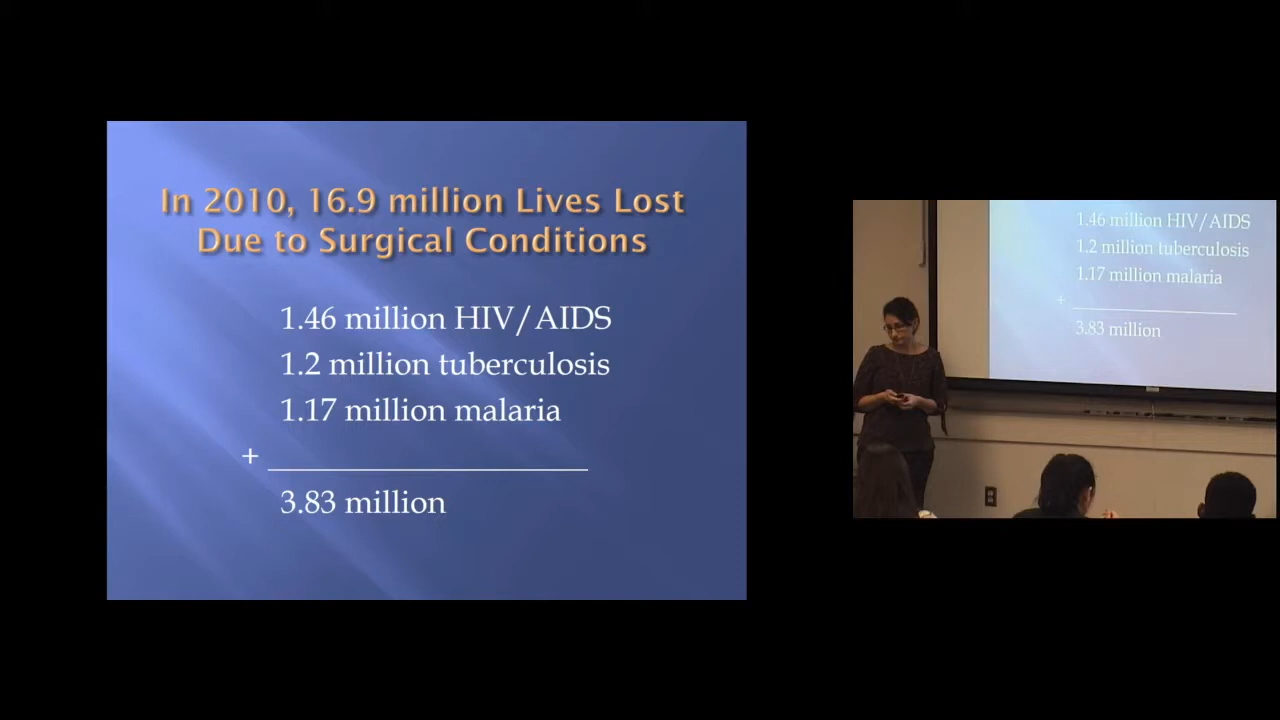 In 2010, 16.9 million Lives Lost
Due to Surgical Conditions
1.46 million HIV/AIDS
1.2 million tuberculosis
1.17 million malaria
+
3.83 million
1.46 million HIV/AIDS
1.2 million tuberculosis
1.17 million malaria
+
3.83 million